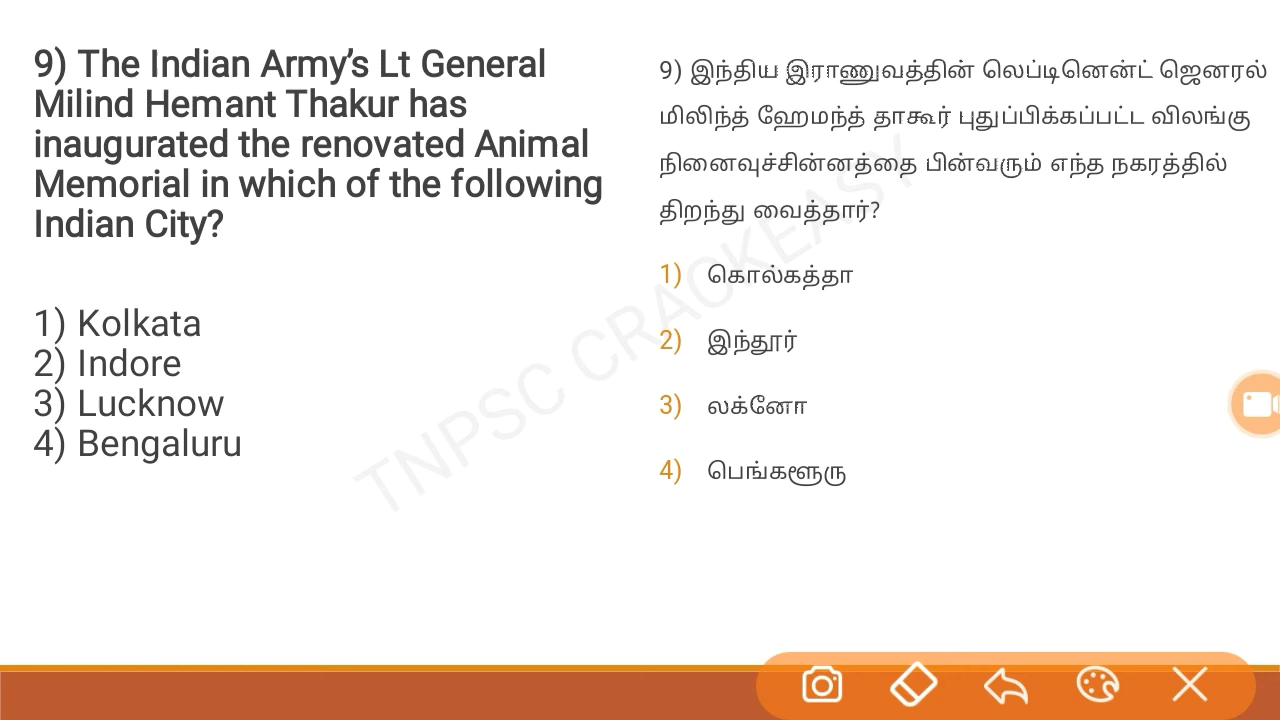 9) The Indian Army’s Lt General
Milind Hemant Thakur has
inaugurated the renovated Animal
Memorial in which of the following
Indian City?
1) Kolkata
2) Indore
3) Lucknow
4) Bengaluru
9) இந்திய இராணுவத்தின் லெப்டினென்ட் ஜெனரல்
மிலிந்த் ஹேமந்த் தாகூர் புதுப்பிக்கப்பட்ட விலங்கு
நினைவுச்சின்னத்தை பின்வரும் எந்த நகரத்தில்
திறந்து வைத்தார்?
1) கொல்கத்தா
2) இந்தூர்
3) லக்னோ
4) பெங்களூரு
TNPSC CRACKEASY